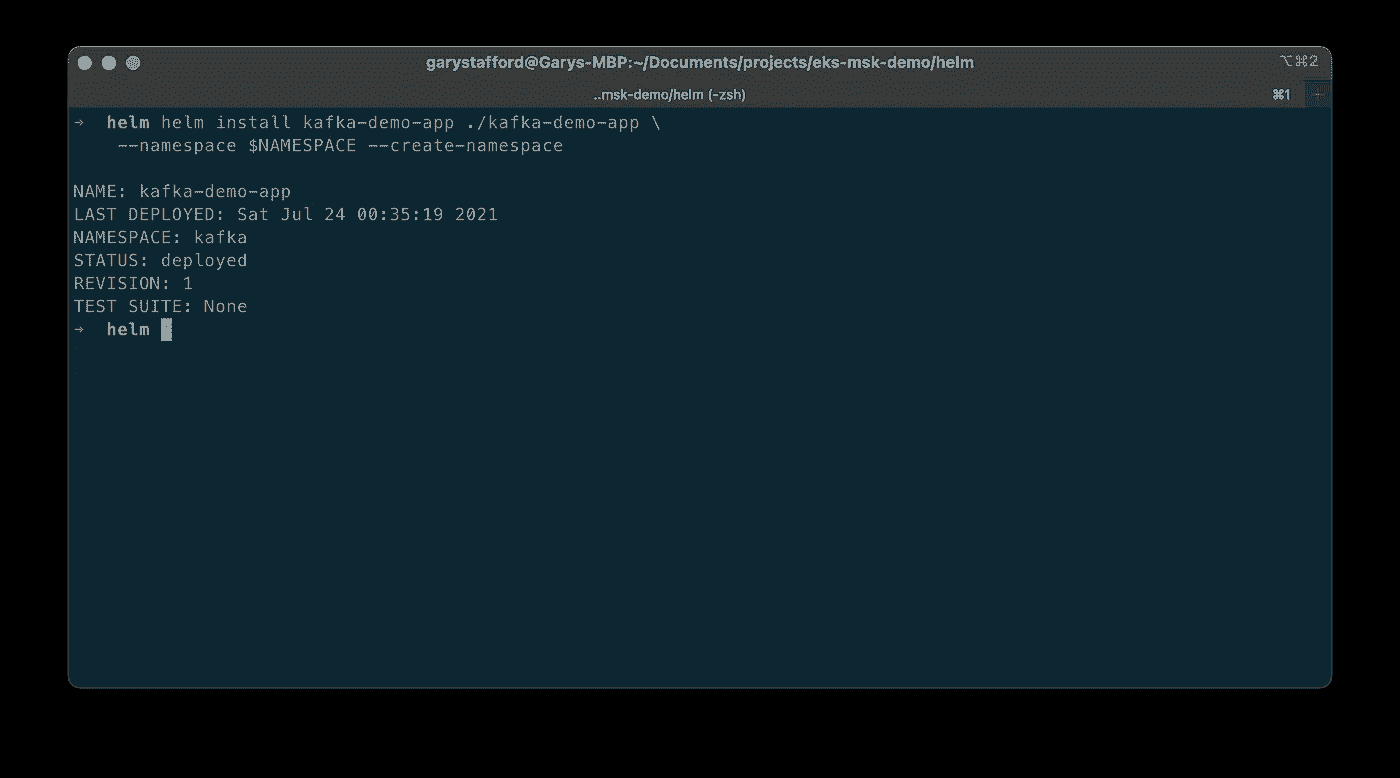 garystafford@Garys-MBP:~/Documents/projects/eks-msk-demo/helm
⌥⌘2
..msk-demo/helm (-zsh)
⌘1
+
→ helm helm install kafka-demo-app ./kafka-demo-app \
--namespace $NAMESPACE --create-namespace
NAME: kafka-demo-app
LAST DEPLOYED: Sat Jul 24 00:35:19 2021
NAMESPACE: kafka
STATUS: deployed
REVISION: 1
TEST SUITE: None
→ helm